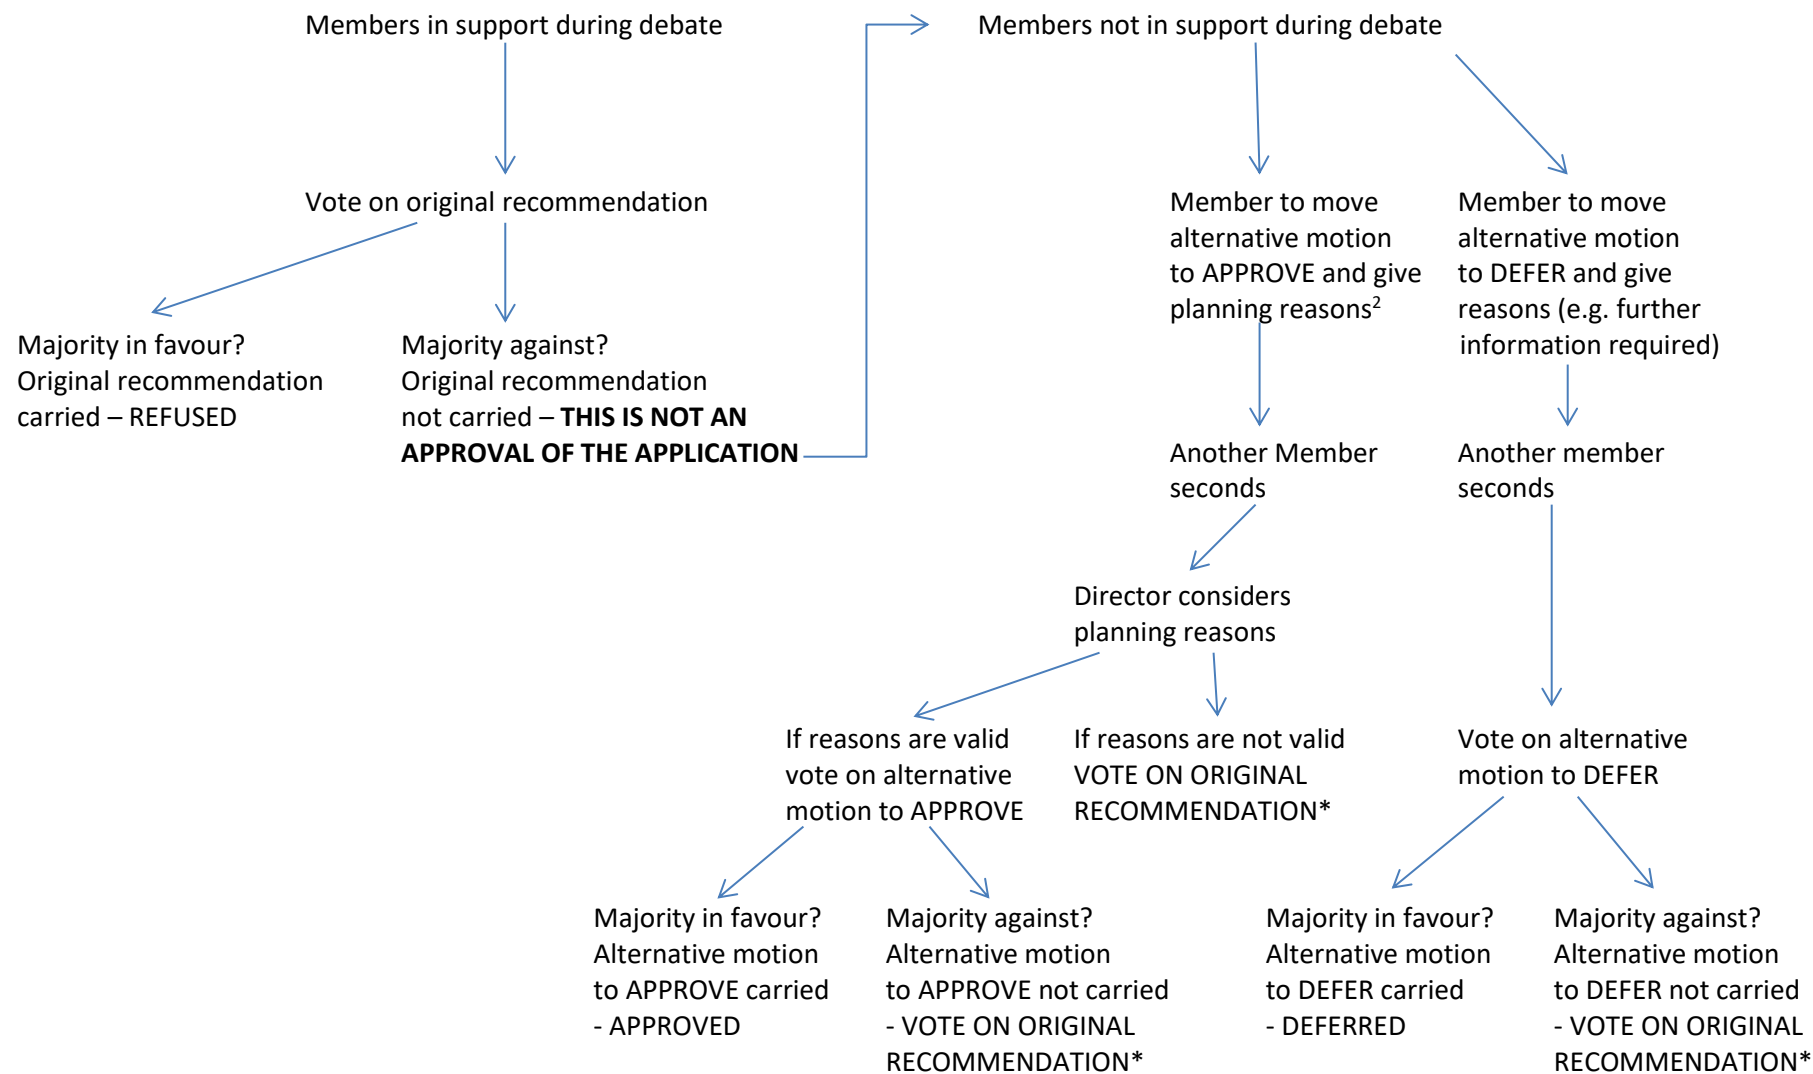 Members in support during debate
Members not in support during debate
Vote on original recommendation
Majority in favour?
Original recommendation
carried – REFUSED
Majority against?
Original recommendation
not carried – THIS IS NOT AN
APPROVAL OF THE APPLICATION
Member to move
alternative motion
to APPROVE and give
planning reasons²
Member to move
alternative motion
to DEFER and give
reasons (e.g. further
information required)
Another Member
seconds
Another member
seconds
Director considers
planning reasons
If reasons are valid
vote on alternative
motion to APPROVE
If reasons are not valid
VOTE ON ORIGINAL
RECOMMENDATION*
Vote on alternative
motion to DEFER
Majority in favour?
Alternative motion
to APPROVE carried
- APPROVED
Majority against?
Alternative motion
to APPROVE not carried
- VOTE ON ORIGINAL
RECOMMENDATION*
Majority in favour?
Alternative motion
to DEFER carried
- DEFERRED
Majority against?
Alternative motion
to DEFER not carried
- VOTE ON ORIGINAL
RECOMMENDATION*